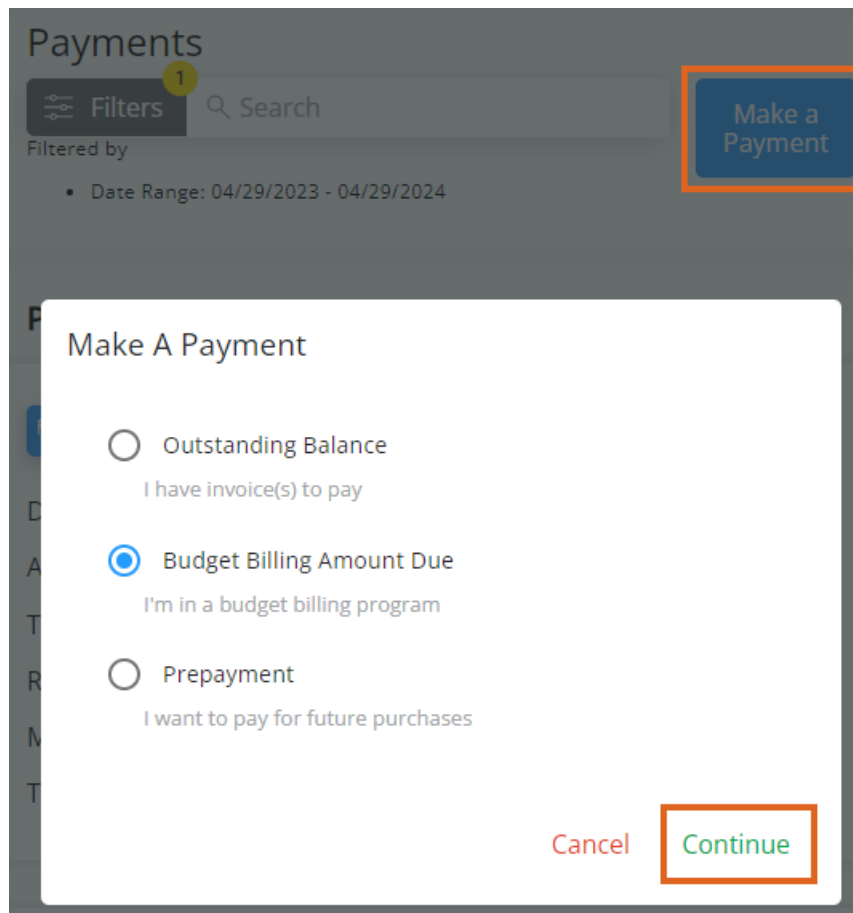 Payments
1
Filters
Search
Make a
Payment
Filtered by
• Date Range: 04/29/2023 - 04/29/2024
P
Make A Payment
Outstanding Balance
I have invoice(s) to pay
D
Budget Billing Amount Due
A
I'm in a budget billing program
T
Prepayment
R
I want to pay for future purchases
M
T
Cancel
Continue